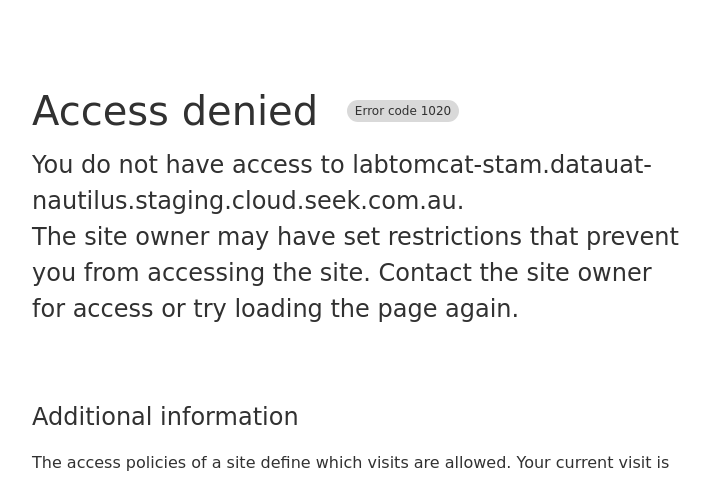 Access denied Error code 1020
You do not have access to labtomcat-stam.datauat-
nautilus.staging.cloud.seek.com.au.
The site owner may have set restrictions that prevent
you from accessing the site. Contact the site owner
for access or try loading the page again.
Additional information
The access policies of a site define which visits are allowed. Your current visit is